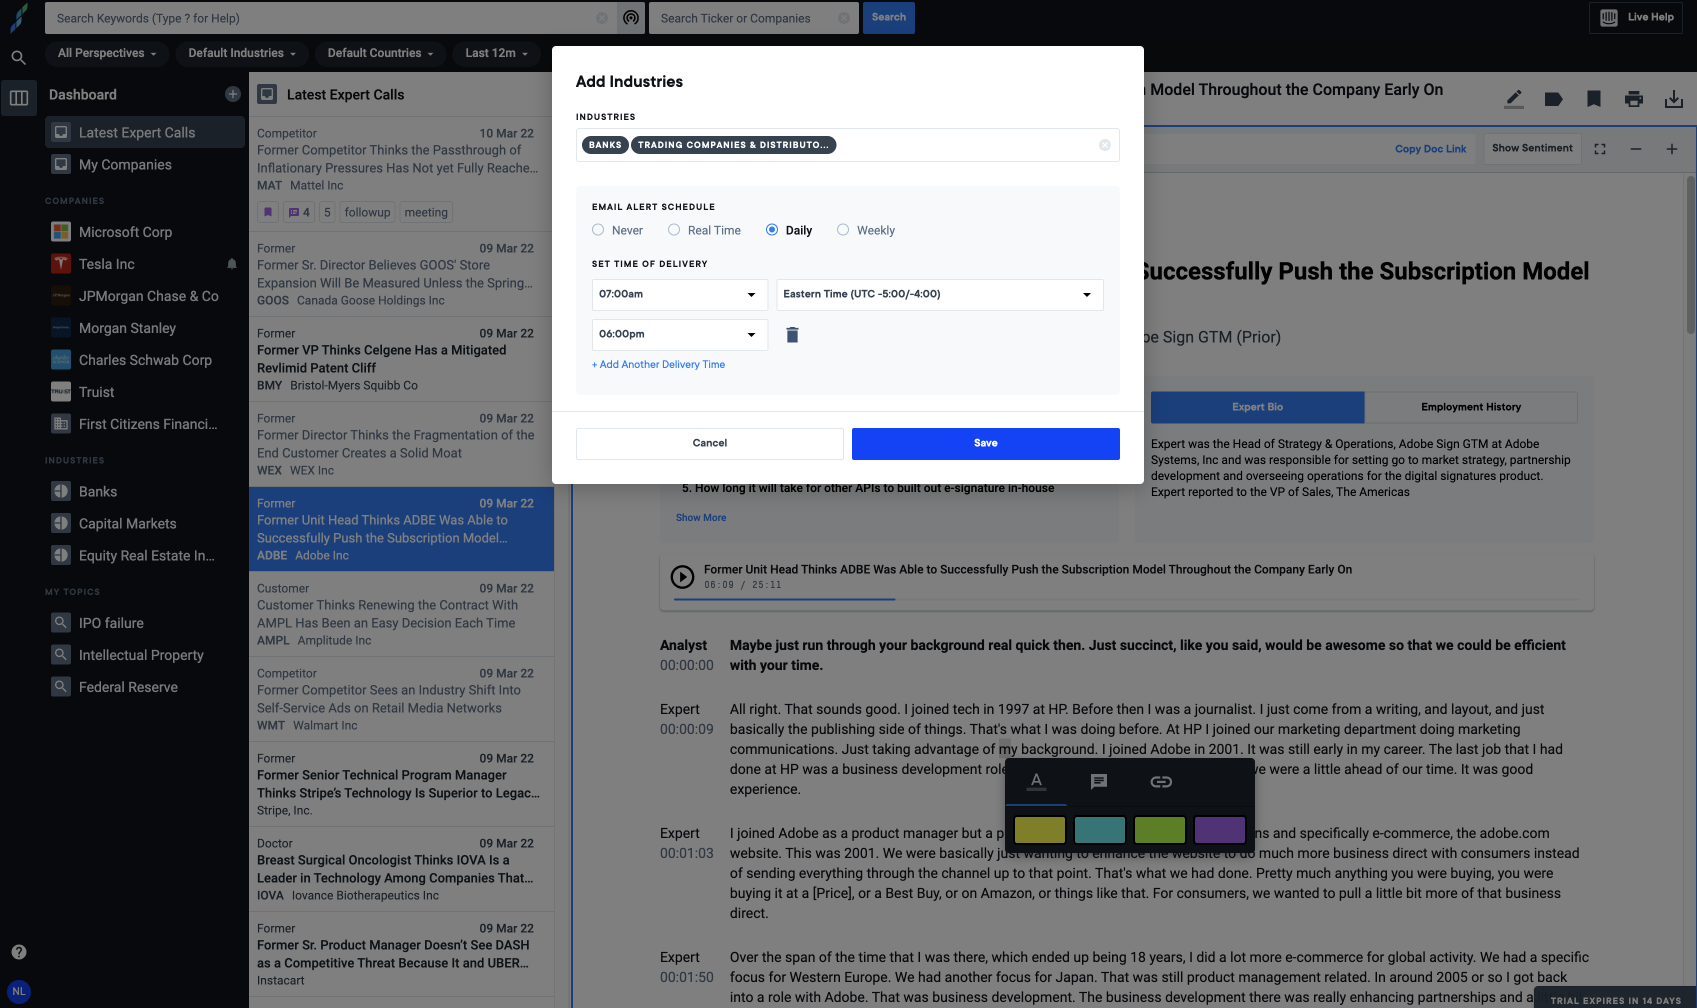 Search Keywords (Type ? for Help)
Search Ticker or Companies
Search
Live Help
All Perspectives
Default Industries
Default Countries
Last 12m
Dashboard
Latest Expert Calls
My Companies
COMPANIES
Microsoft Corp
Tesla Inc
JPMorgan Chase & Co
Morgan Stanley
Charles Schwab Corp
Truist
First Citizens Financi...
INDUSTRIES
Banks
Capital Markets
Equity Real Estate In...
MY TOPICS
IPO failure
Intellectual Property
Federal Reserve
NL
Latest Expert Calls
Competitor 10 Mar 22
Former Competitor Thinks the Passthrough of
Inflationary Pressures Has Not yet Fully Reache...
MAT Mattel Inc
4 5 followup meeting
Former 09 Mar 22
Former Sr. Director Believes GOOS' Store
Expansion Will Be Measured Unless the Spring...
GOOS Canada Goose Holdings Inc
Former 09 Mar 22
Former VP Thinks Celgene Has a Mitigated
Revlimid Patent Cliff
BMY Bristol-Myers Squibb Co
Former 09 Mar 22
Former Director Thinks the Fragmentation of the
End Customer Creates a Solid Moat
WEX WEX Inc
Former 09 Mar 22
Former Unit Head Thinks ADBE Was Able to
Successfully Push the Subscription Model...
ADBE Adobe Inc
Customer 09 Mar 22
Customer Thinks Renewing the Contract With
AMPL Has Been an Easy Decision Each Time
AMPL Amplitude Inc
Competitor 09 Mar 22
Former Competitor Sees an Industry Shift Into
Self-Service Ads on Retail Media Networks
WMT Walmart Inc
Former 09 Mar 22
Former Senior Technical Program Manager
Thinks Stripe's Technology Is Superior to Legac...
Stripe, Inc.
Doctor 09 Mar 22
Breast Surgical Oncologist Thinks IOVA Is a
Leader in Technology Among Companies That...
IOVA Iovance Biotherapeutics Inc
Former 09 Mar 22
Former Sr. Product Manager Doesn't See DASH
as a Competitive Threat Because It and UBER...
Instacart
Add Industries
INDUSTRIES
BANKS TRADING COMPANIES & DISTRIBUTO...
EMAIL ALERT SCHEDULE
Never Real Time Daily Weekly
SET TIME OF DELIVERY
07:00am Eastern Time (UTC -5:00/-4:00)
06:00pm
+ Add Another Delivery Time
Cancel Save
Model Throughout the Company Early On
Copy Doc Link Show Sentiment
Successfully Push the Subscription Model
be Sign GTM (Prior)
Expert Bio Employment History
Expert was the Head of Strategy & Operations, Adobe Sign GTM at Adobe
Systems, Inc and was responsible for setting go to market strategy, partnership
development and overseeing operations for the digital signatures product.
Expert reported to the VP of Sales, The Americas
5. How long it will take for other APIs to built out e-signature in-house
Show More
Former Unit Head Thinks ADBE Was Able to Successfully Push the Subscription Model Throughout the Company Early On
06:09 / 25:11
Analyst Maybe just run through your background real quick then. Just succinct, like you said, would be awesome so that we could be efficient
00:00:00 with your time.
Expert All right. That sounds good. I joined tech in 1997 at HP. Before then I was a journalist. I just come from a writing, and layout, and just
00:00:09 basically the publishing side of things. That's what I was doing before. At HP I joined our marketing department doing marketing
communications. Just taking advantage of my background. I joined Adobe in 2001. It was still early in my career. The last job that I had
done at HP was a business development role ve were a little ahead of our time. It was good
experience.
A
Expert I joined Adobe as a product manager but a p ns and specifically e-commerce, the adobe.com
00:01:03 website. This was 2001. We were basically just wanting to enhance the website to do much more business direct with consumers instead
of sending everything through the channel up to that point. That's what we had done. Pretty much anything you were buying, you were
buying it at a [Price], or a Best Buy, or on Amazon, or things like that. For consumers, we wanted to pull a little bit more of that business
direct.
Expert Over the span of the time that I was there, which ended up being 18 years, I did a lot more e-commerce for global activity. We had a specific
00:01:50 focus for Western Europe. We had another focus for Japan. That was still product management related. In around 2005 or so I got back
into a role with Adobe. That was business development. The business development there was really enhancing partnerships and a
TRIAL EXPIRES IN 14 DAYS